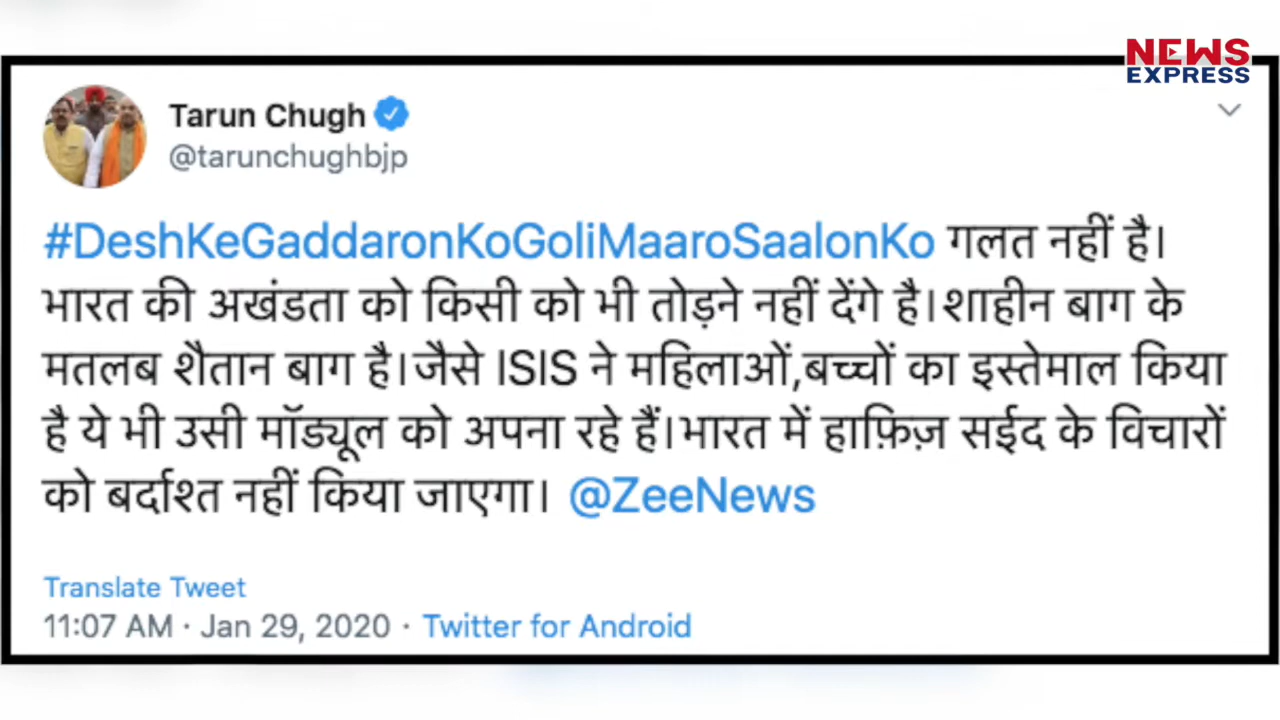 NEWS
EXPRESS
Tarun Chugh
@tarunchughbjp
#DeshKeGaddaronKoGoliMaaroSaalonKo गलत नहीं है।
भारत की अखंडता को किसी को भी तोड़ने नहीं देंगे है।शाहीन बाग के
मतलब शैतान बाग है।जैसे ISIS ने महिलाओं,बच्चों का इस्तेमाल किया
है ये भी उसी मॉड्यूल को अपना रहे हैं।भारत में हाफ़िज़ सईद के विचारों
को बर्दाश्त नहीं किया जाएगा। @ZeeNews
Translate Tweet
11:07 AM · Jan 29, 2020 · Twitter for Android